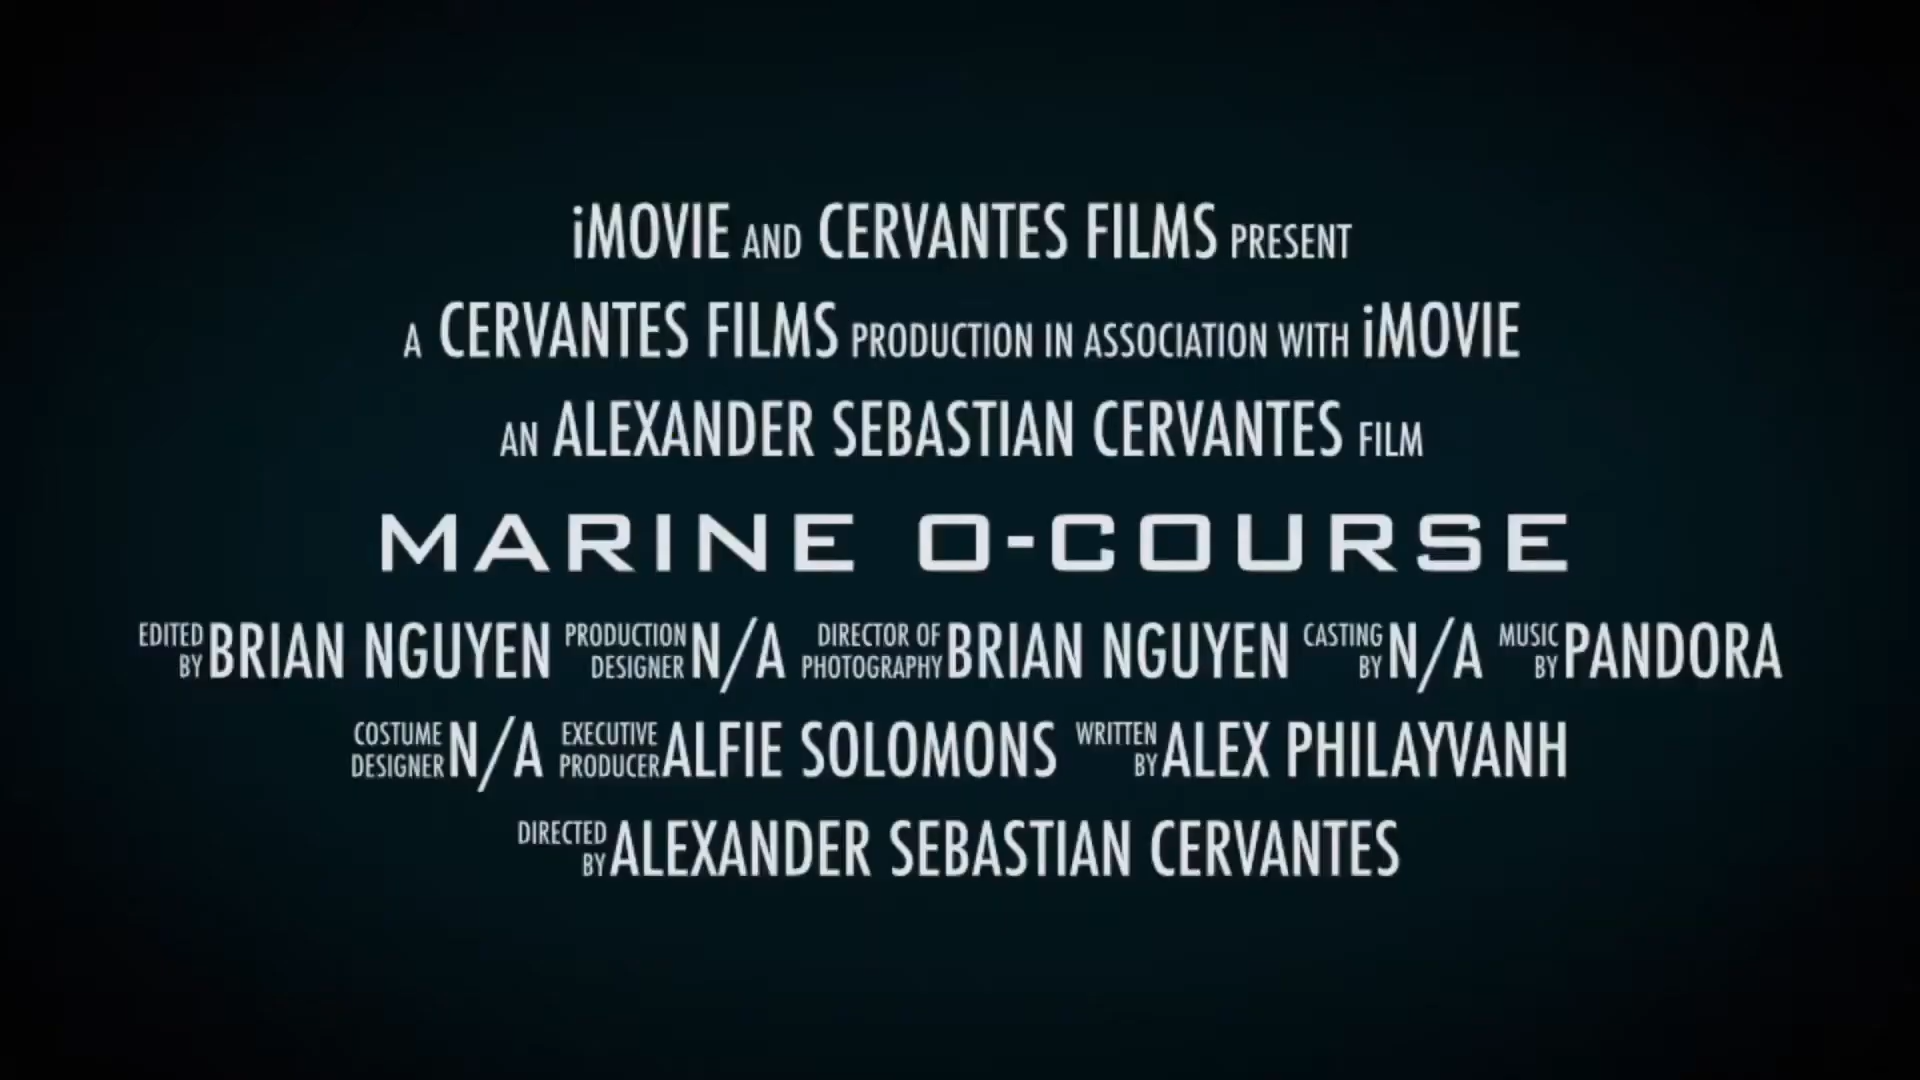 iMOVIE AND CERVANTES FILMS PRESENT
A CERVANTES FILMS PRODUCTION IN ASSOCIATION WITH iMOVIE
AN ALEXANDER SEBASTIAN CERVANTES FILM
MARINE O-COURSE
EDITED BY BRIAN NGUYEN PRODUCTION DESIGNER N/A DIRECTOR OF PHOTOGRAPHY BRIAN NGUYEN CASTING BY N/A MUSIC BY PANDORA
COSTUME DESIGNER N/A EXECUTIVE PRODUCER ALFIE SOLOMONS WRITTEN BY ALEX PHILAYVANH
DIRECTED BY ALEXANDER SEBASTIAN CERVANTES